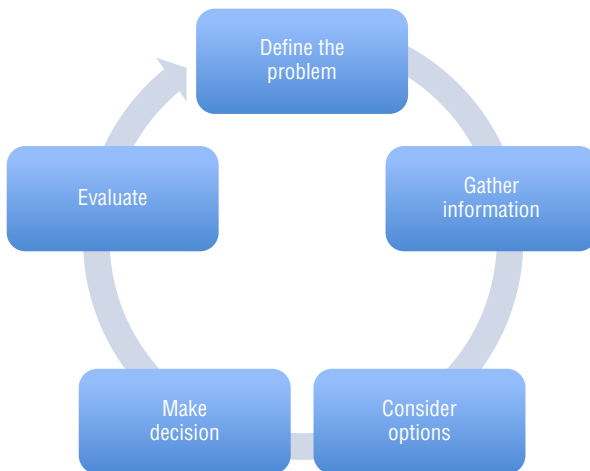 Define the
problem
Gather
information
Consider
options
Make
decision
Evaluate